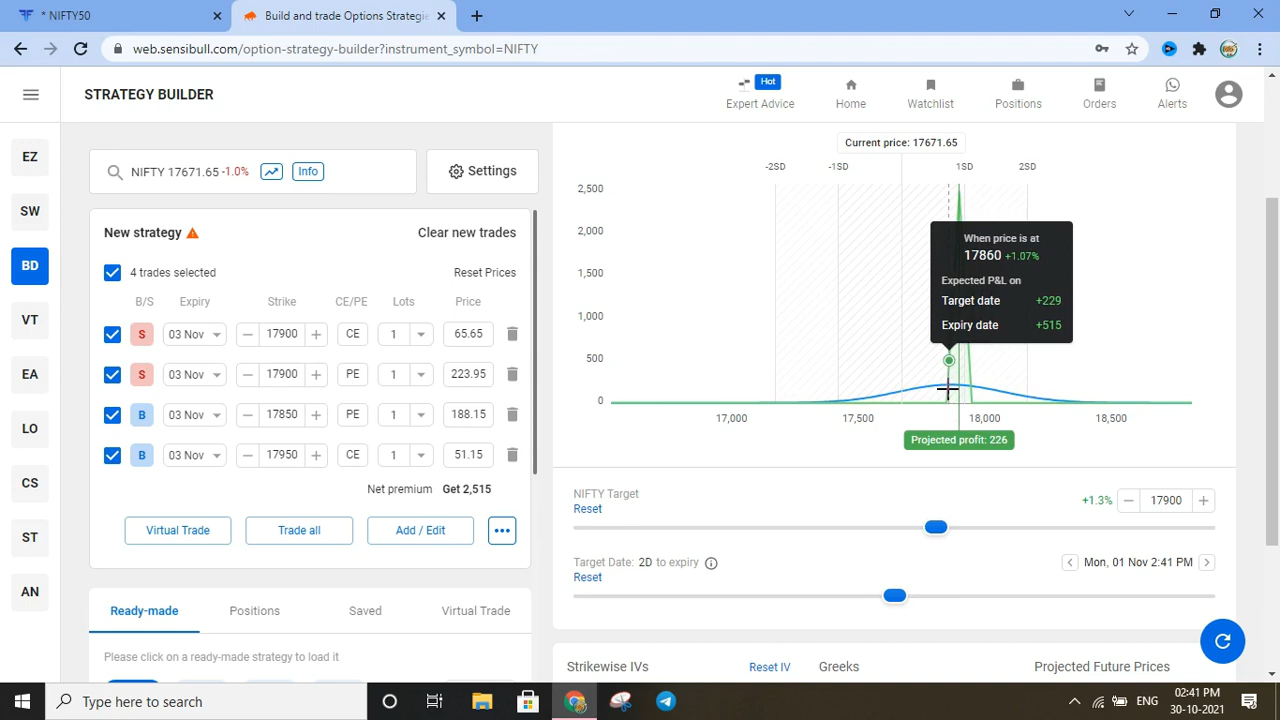 * NIFTY50
Build and trade Options Strategi
web.sensibull.com/option-strategy-builder?instrument_symbol=NIFTY
STRATEGY BUILDER
Hot
Expert Advice
Home
Watchlist
Positions
Orders
Alerts
EZ
SW
BD
VT
EA
LO
CS
ST
AN
NIFTY 17671.65 -1.0%
Info
Settings
New strategy
Clear new trades
4 trades selected
Reset Prices
B/S Expiry Strike CE/PE Lots Price
S 03 Nov 17900 CE 1 65.65
S 03 Nov 17900 PE 1 223.95
B 03 Nov 17850 PE 1 188.15
B 03 Nov 17950 CE 1 51.15
Net premium Get 2,515
Virtual Trade
Trade all
Add / Edit
Ready-made
Positions
Saved
Virtual Trade
Please click on a ready-made strategy to load it
Current price: 17671.65
-2SD -1SD 1SD 2SD
2,500
2,000
1,500
1,000
500
0
When price is at
17860 +1.07%
Expected P&L on
Target date +229
Expiry date +515
17,000 17,500 18,000 18,500
Projected profit: 226
NIFTY Target
Reset
+1.3% 17900
Target Date: 2D to expiry
Reset
Mon, 01 Nov 2:41 PM
Strikewise IVs
Reset IV
Greeks
Projected Future Prices
Type here to search
ENG
02:41 PM
30-10-2021